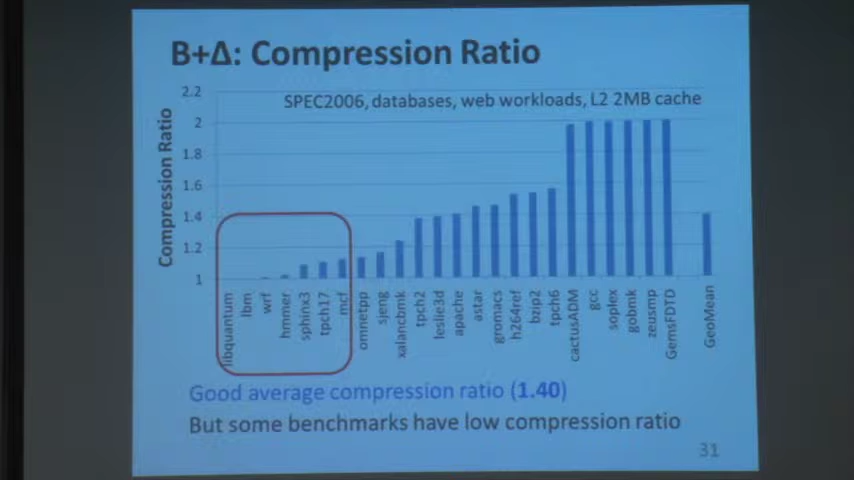 B+Δ: Compression Ratio
SPEC2006, databases, web workloads, L2 2MB cache
Compression Ratio
2.2
2
1.8
1.6
1.4
1.2
1
libquantum
lbm
wrf
hmmer
sphinx3
tpch17
mcf
omnetpp
sjeng
xalancbmk
tpch2
leslie3d
apache
astar
gromacs
h264ref
bzip2
tpch6
cactusADM
gcc
soplex
gobmk
zeusmp
GemsFDTD
GeoMean
Good average compression ratio (1.40)
But some benchmarks have low compression ratio
31